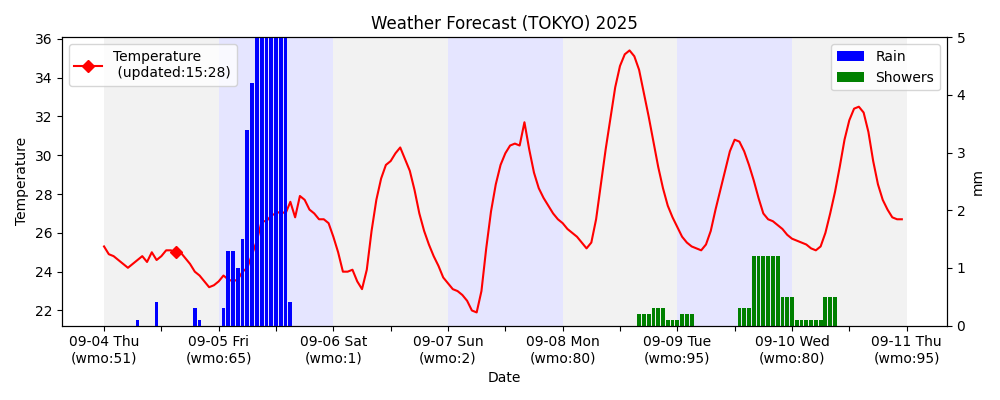 Weather Forecast (TOKYO) 2025
Temperature
(updated:15:28)
Rain
Showers
36
34
32
30
28
26
24
22
Temperature
5
4
3
2
1
0
mm
09-04 Thu
(wmo:51)
09-05 Fri
(wmo:65)
09-06 Sat
(wmo:1)
09-07 Sun
(wmo:2)
09-08 Mon
(wmo:80)
09-09 Tue
(wmo:95)
09-10 Wed
(wmo:80)
09-11 Thu
(wmo:95)
Date